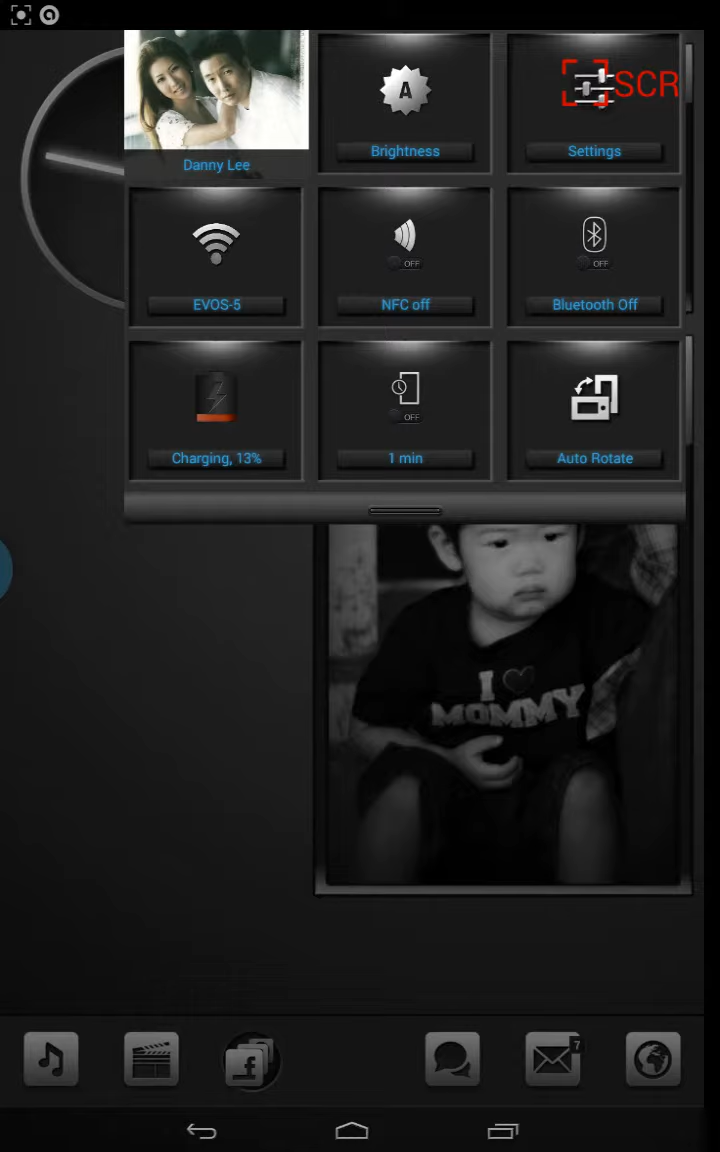 SCR
Danny Lee
A
Brightness
Settings
OFF
OFF
EVOS-5
NFC off
Bluetooth Off
OFF
Charging, 13%
1 min
Auto Rotate
I
MOMMY
f
7